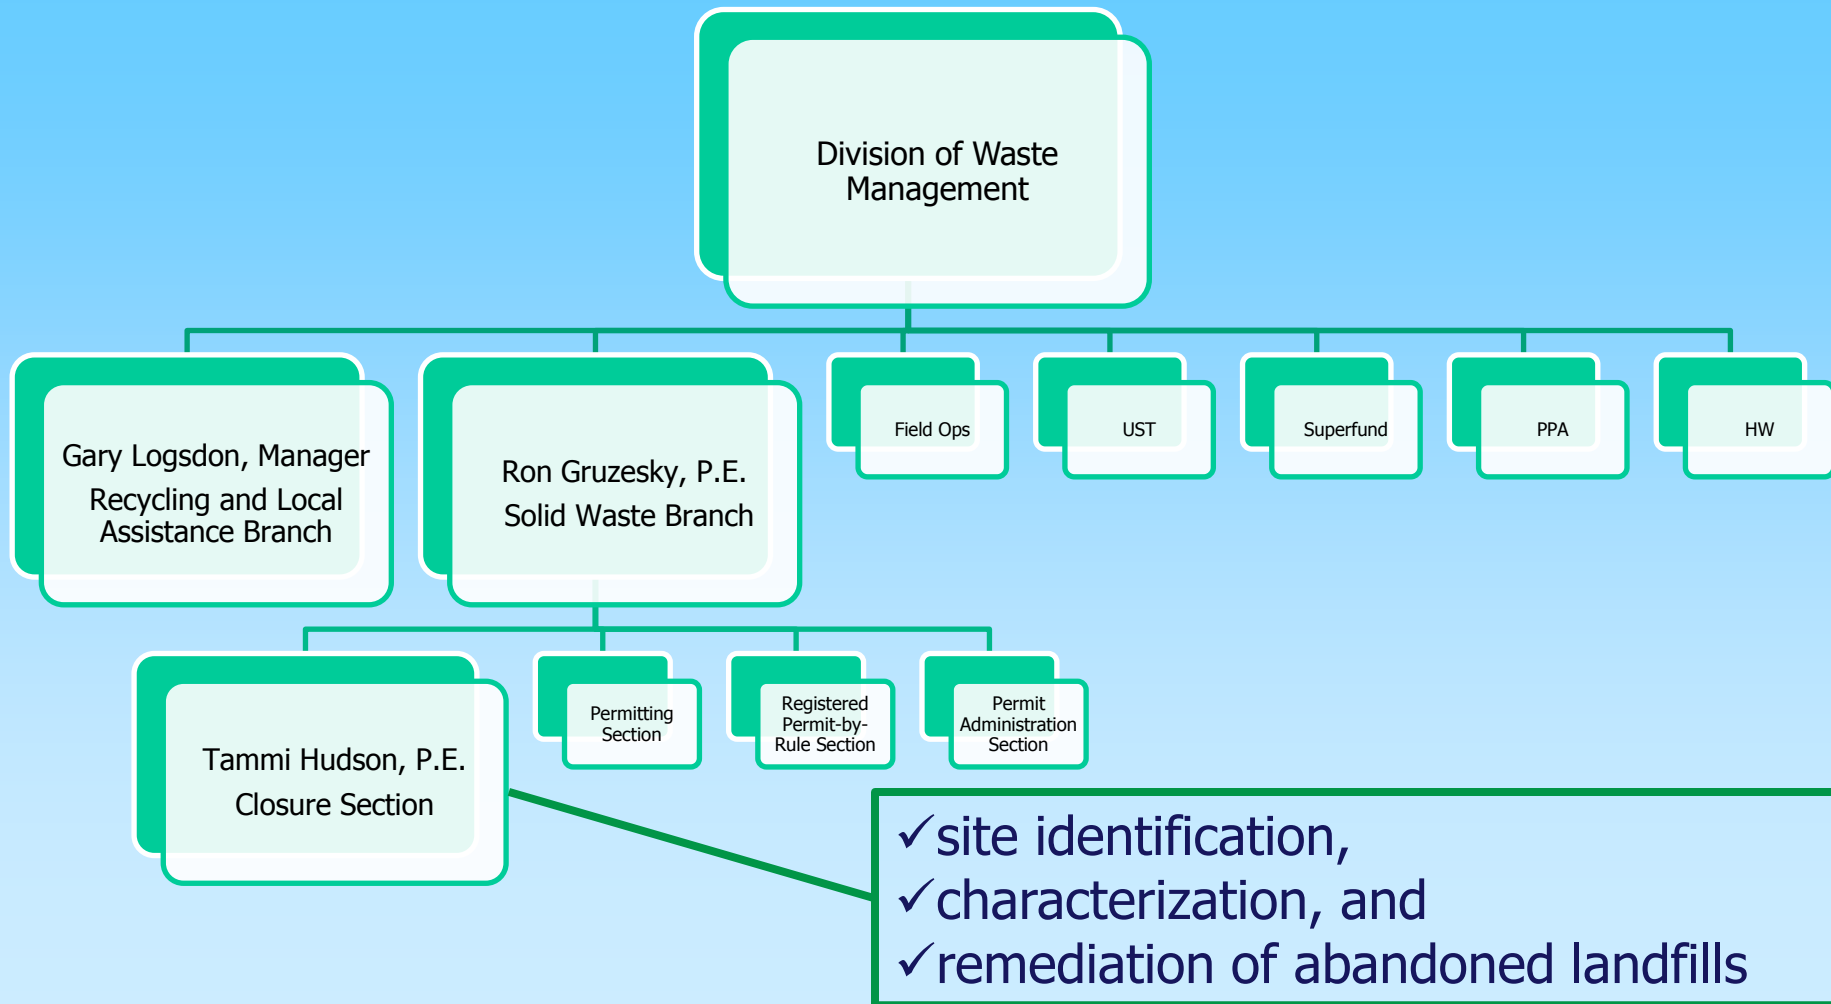 Division of Waste
Management
Gary Logsdon, Manager
Recycling and Local
Assistance Branch
Ron Gruzesky, P.E.
Solid Waste Branch
Field Ops
UST
Superfund
PPA
HW
Tammi Hudson, P.E.
Closure Section
Permitting
Section
Registered
Permit-by-
Rule Section
Permit
Administration
Section
✓site identification,
✓characterization, and
✓remediation of abandoned landfills